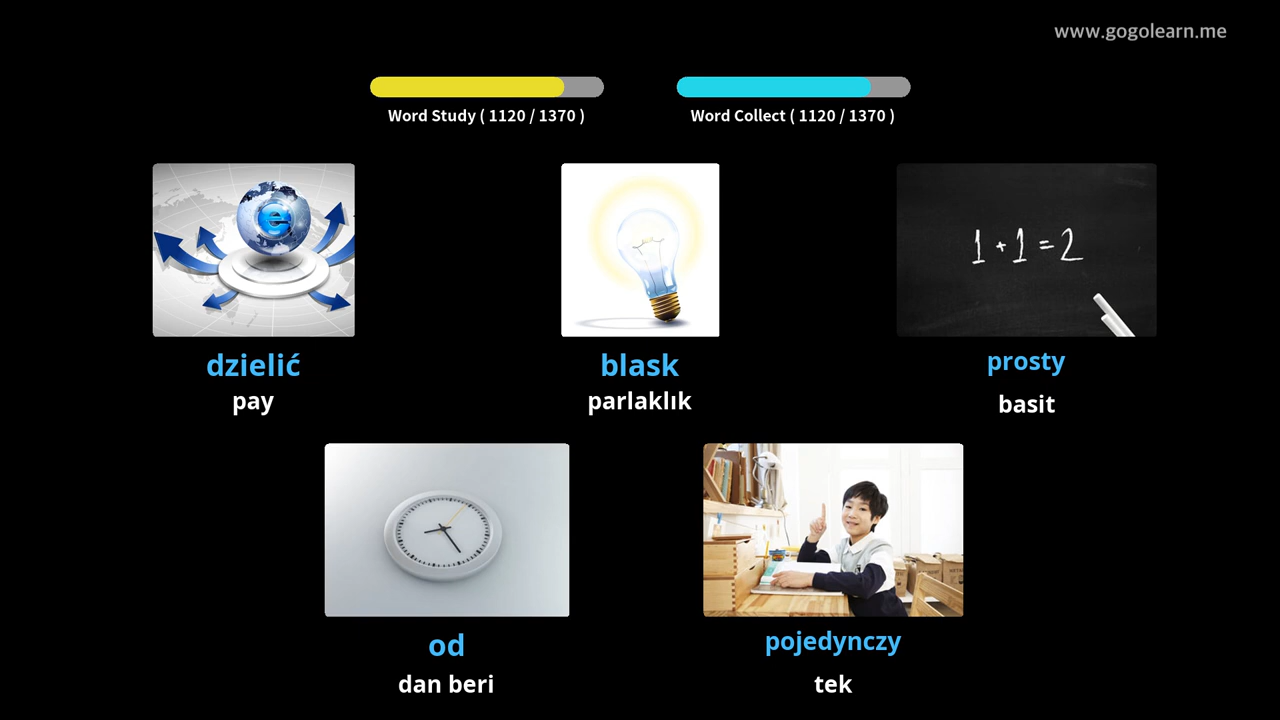 www.gogolearn.me
Word Study ( 1120 / 1370 )
Word Collect ( 1120 / 1370 )
e
1 + 1 = 2
dzielić
pay
blask
parlaklık
prosty
basit
od
dan beri
pojedynczy
tek